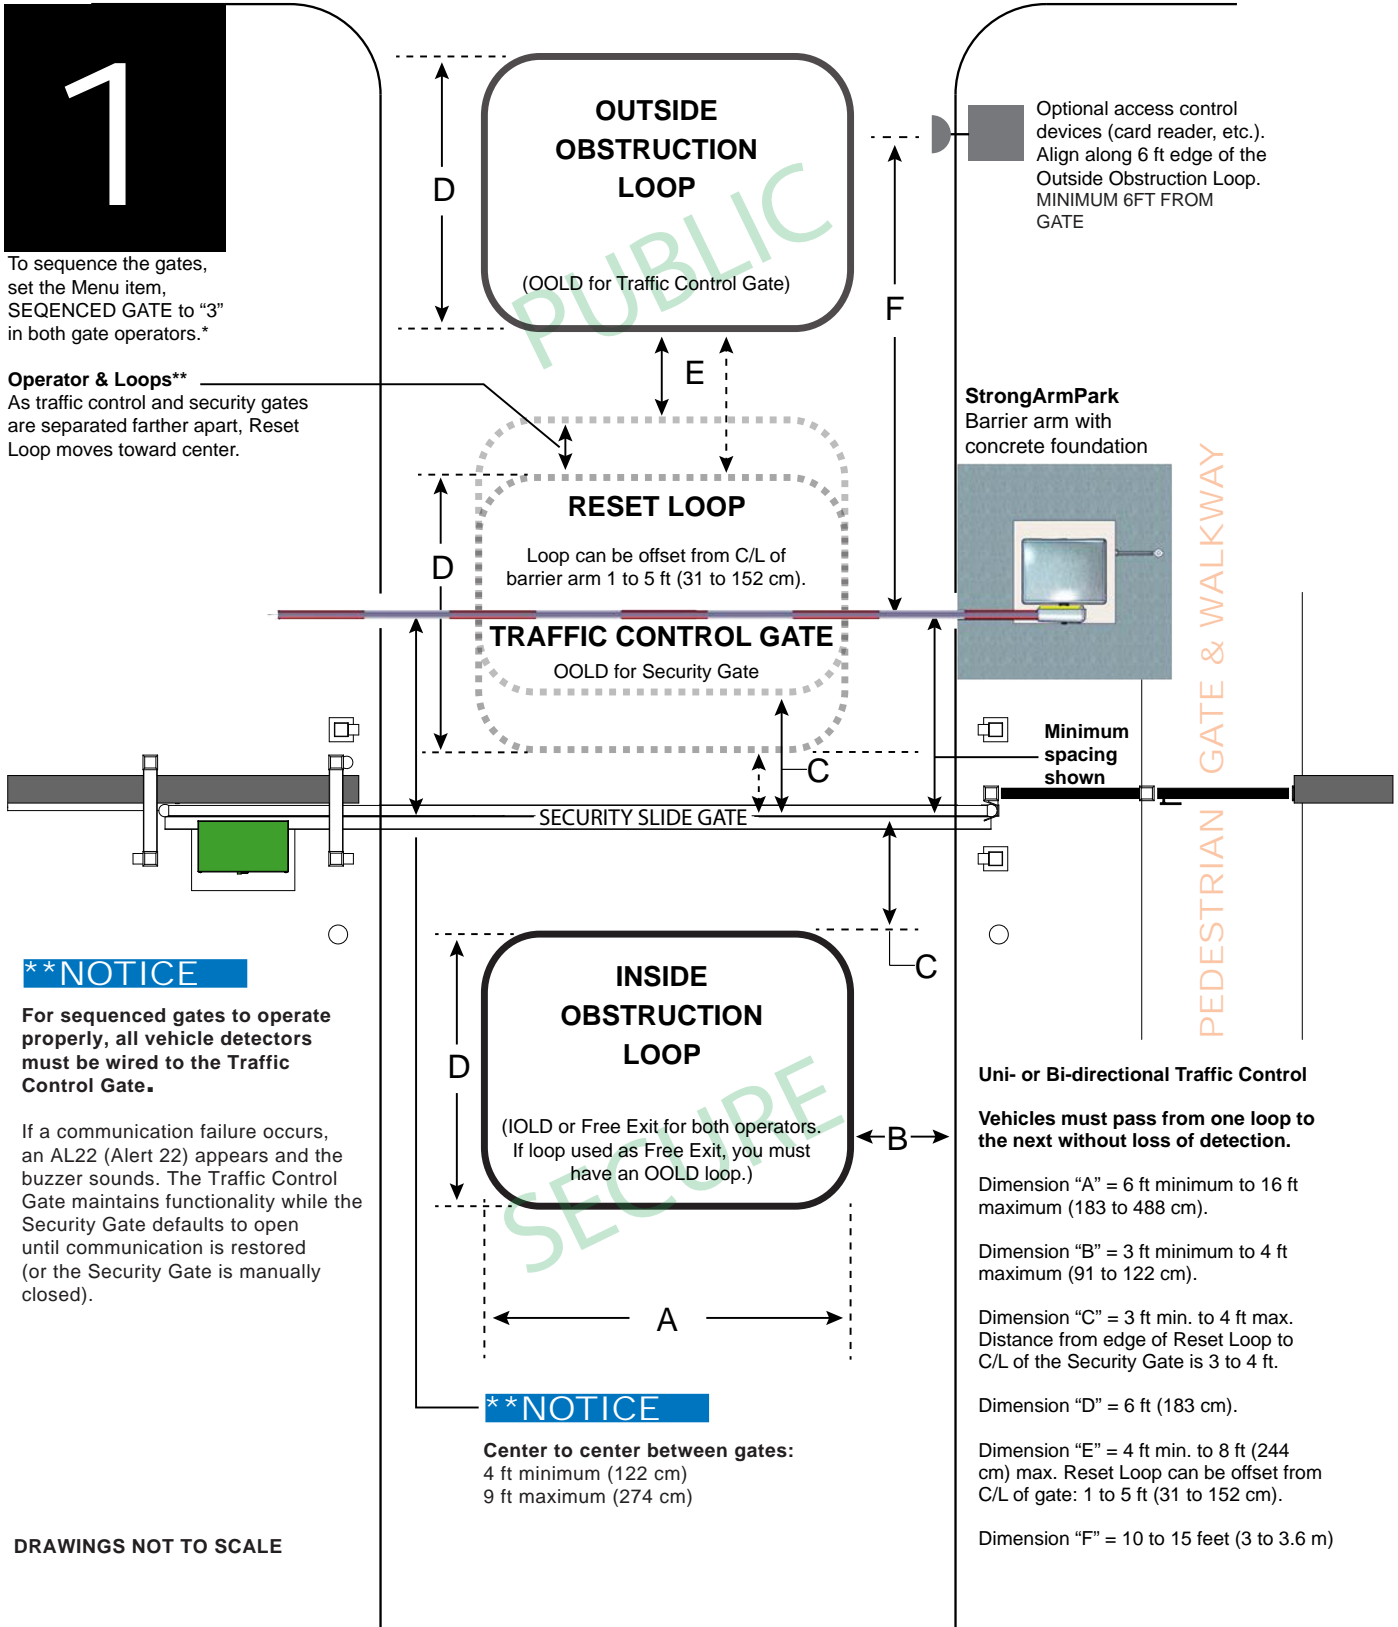 1
To sequence the gates,
set the Menu item,
SEQENCED GATE to “3”
in both gate operators.*
Operator & Loops**
As traffic control and security gates
are separated farther apart, Reset
Loop moves toward center.
D
OUTSIDE
OBSTRUCTION
LOOP
PUBLIC
(OOLD for Traffic Control Gate)
E
F
Optional access control
devices (card reader, etc.).
Align along 6 ft edge of the
Outside Obstruction Loop.
MINIMUM 6FT FROM
GATE
StrongArmPark
Barrier arm with
concrete foundation
D
RESET LOOP
Loop can be offset from C/L of
barrier arm 1 to 5 ft (31 to 152 cm).
TRAFFIC CONTROL GATE
OOLD for Security Gate
C
Minimum
spacing
shown
PEDESTRIAN GATE & WALKWAY
SECURITY SLIDE GATE
C
D
INSIDE
OBSTRUCTION
LOOP
(IOLD or Free Exit for both operators.
If loop used as Free Exit, you must
have an OOLD loop.)
SECURE
B
A
**NOTICE
For sequenced gates to operate
properly, all vehicle detectors
must be wired to the Traffic
Control Gate.
If a communication failure occurs,
an AL22 (Alert 22) appears and the
buzzer sounds. The Traffic Control
Gate maintains functionality while the
Security Gate defaults to open
until communication is restored
(or the Security Gate is manually
closed).
**NOTICE
Center to center between gates:
4 ft minimum (122 cm)
9 ft maximum (274 cm)
Uni- or Bi-directional Traffic Control
Vehicles must pass from one loop to
the next without loss of detection.
Dimension “A” = 6 ft minimum to 16 ft
maximum (183 to 488 cm).
Dimension “B” = 3 ft minimum to 4 ft
maximum (91 to 122 cm).
Dimension “C” = 3 ft min. to 4 ft max.
Distance from edge of Reset Loop to
C/L of the Security Gate is 3 to 4 ft.
Dimension “D” = 6 ft (183 cm).
Dimension “E” = 4 ft min. to 8 ft (244
cm) max. Reset Loop can be offset from
C/L of gate: 1 to 5 ft (31 to 152 cm).
Dimension “F” = 10 to 15 feet (3 to 3.6 m)
DRAWINGS NOT TO SCALE